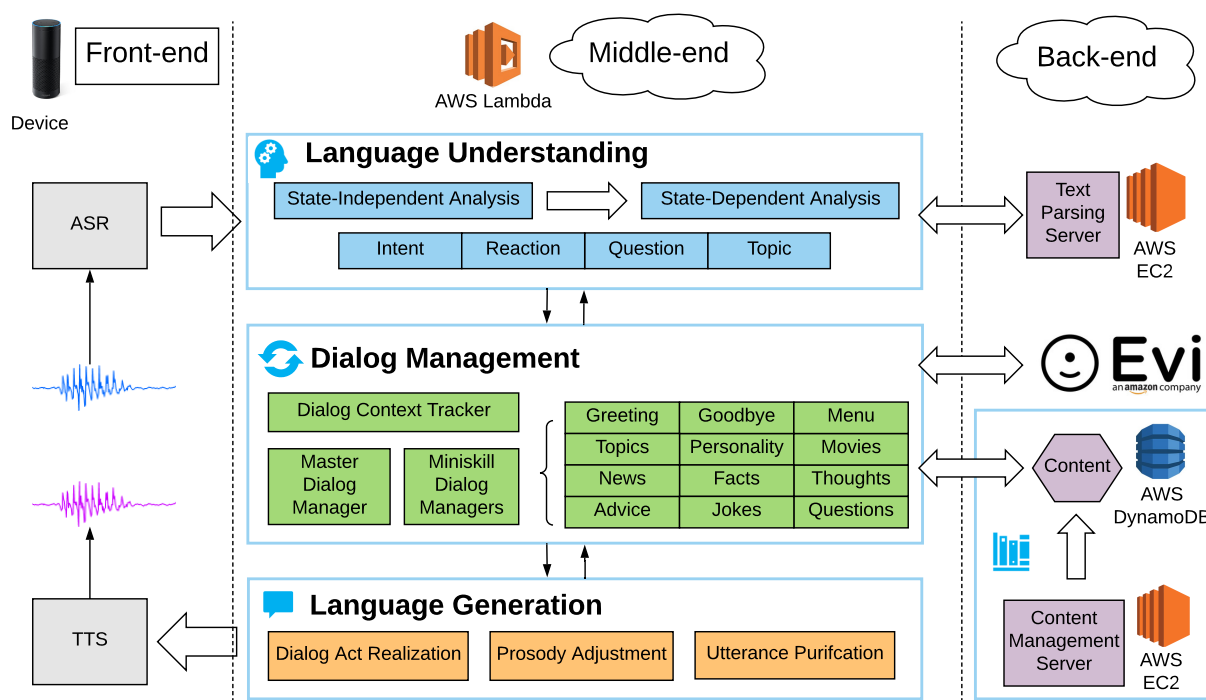 Front-end
Device
AWS Lambda
Middle-end
Back-end
ASR
Language Understanding
State-Independent Analysis
State-Dependent Analysis
Intent
Reaction
Question
Topic
Text
Parsing
Server
AWS
EC2
Dialog Management
Dialog Context Tracker
Master
Dialog
Manager
Miniskill
Dialog
Managers
Greeting
Goodbye
Menu
Topics
Personality
Movies
News
Facts
Thoughts
Advice
Jokes
Questions
Evi
an amazon company
Content
AWS
DynamoDB
Content
Management
Server
AWS
EC2
TTS
Language Generation
Dialog Act Realization
Prosody Adjustment
Utterance Purifcation